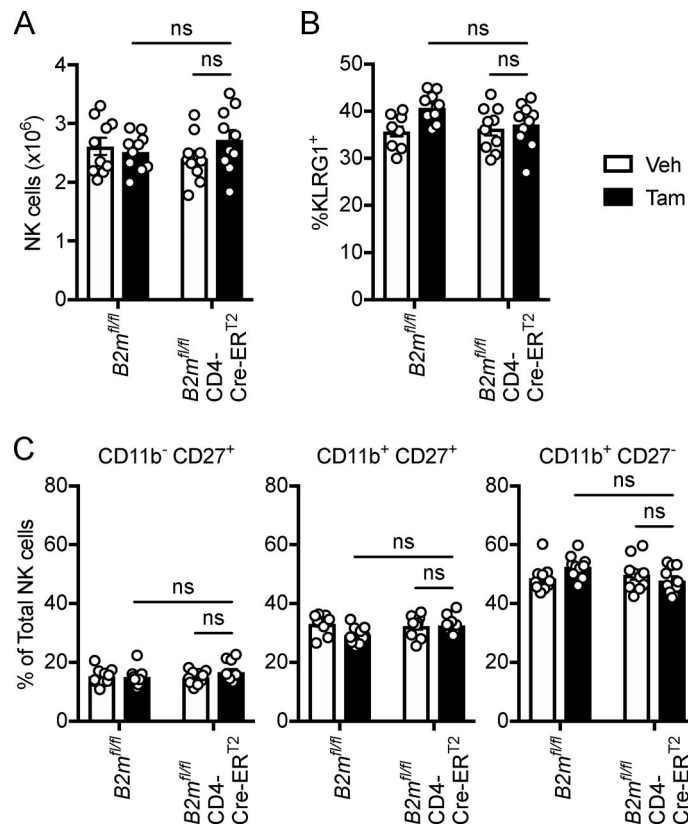 A
ns
ns
NK cells (x10⁶)
4
3
2
1
0
B2m^fl/fl
B2m^fl/fl
CD4-
Cre-ER^T2
B
ns
ns
%KLRG1⁺
50
40
30
20
10
0
B2m^fl/fl
B2m^fl/fl
CD4-
Cre-ER^T2
Veh
Tam
C
CD11b⁻ CD27⁺
% of Total NK cells
80
60
40
20
0
ns
ns
B2m^fl/fl
B2m^fl/fl
CD4-
Cre-ER^T2
CD11b⁺ CD27⁺
80
60
40
20
0
ns
ns
B2m^fl/fl
B2m^fl/fl
CD4-
Cre-ER^T2
CD11b⁺ CD27⁻
80
60
40
20
0
ns
ns
B2m^fl/fl
B2m^fl/fl
CD4-
Cre-ER^T2